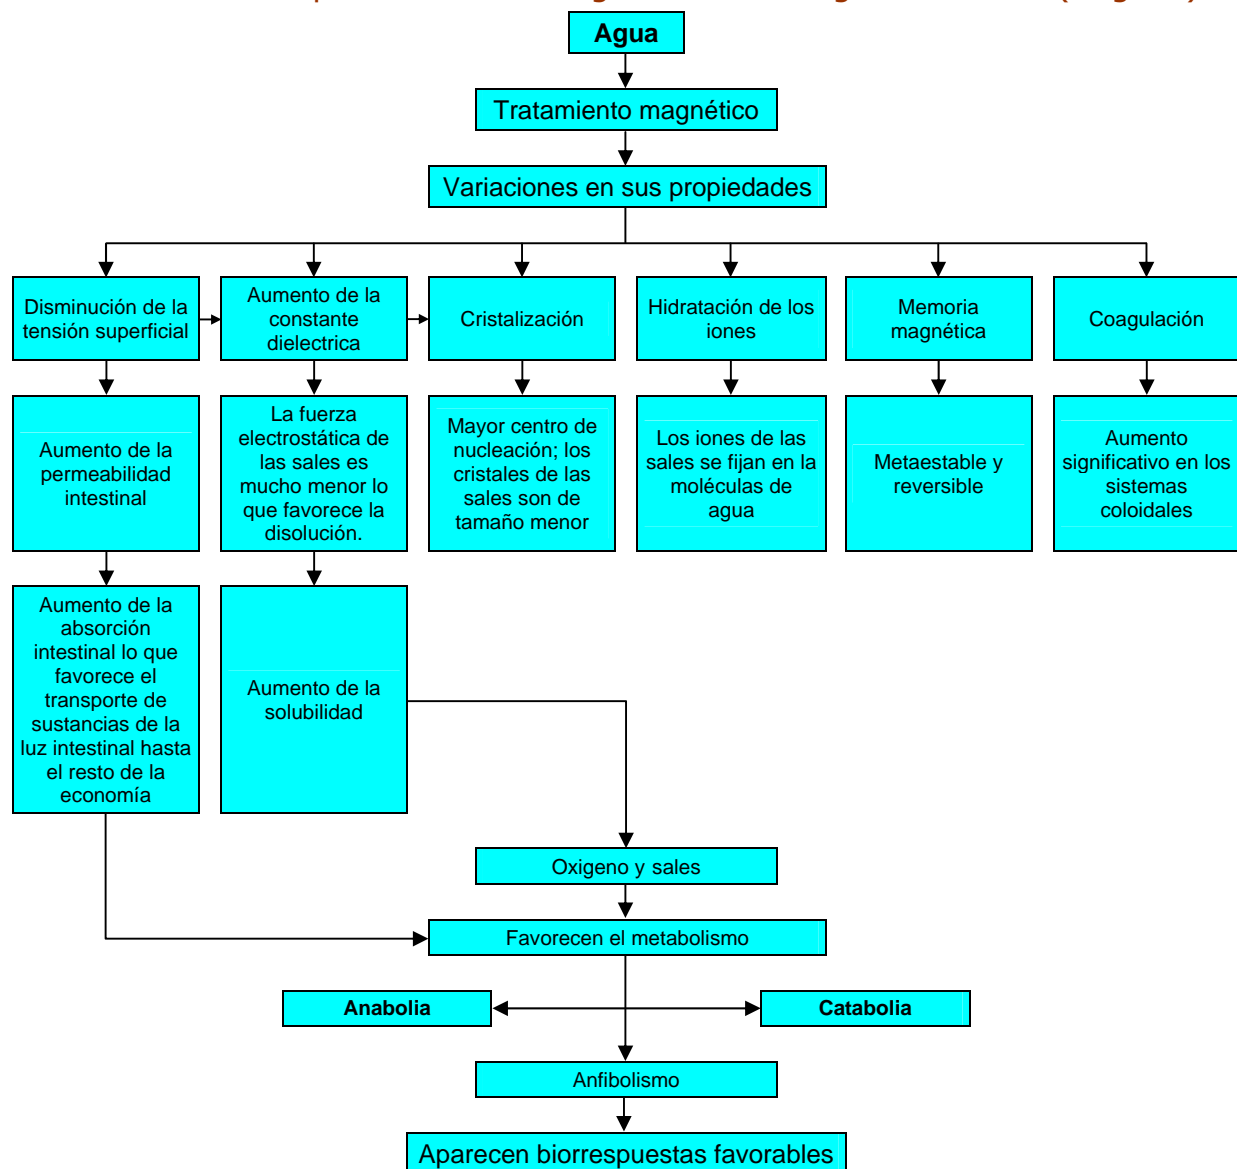 Agua
Tratamiento magnético
Variaciones en sus propiedades
Disminución de la
tensión superficial
Aumento de la
constante
dielectrica
Cristalización
Hidratación de los
iones
Memoria
magnética
Coagulación
Aumento de la
permeabilidad
intestinal
La fuerza
electrostática de
las sales es
mucho menor lo
que favorece la
disolución.
Mayor centro de
nucleación; los
cristales de las
sales son de
tamaño menor
Los iones de las
sales se fijan en la
moléculas de
agua
Metaestable y
reversible
Aumento
significativo en los
sistemas
coloidales
Aumento de la
absorción
intestinal lo que
favorece el
transporte de
sustancias de la
luz intestinal hasta
el resto de la
economía
Aumento de la
solubilidad
Oxigeno y sales
Favorecen el metabolismo
Anabolia
Catabolia
Anfibolismo
Aparecen biorrespuestas favorables